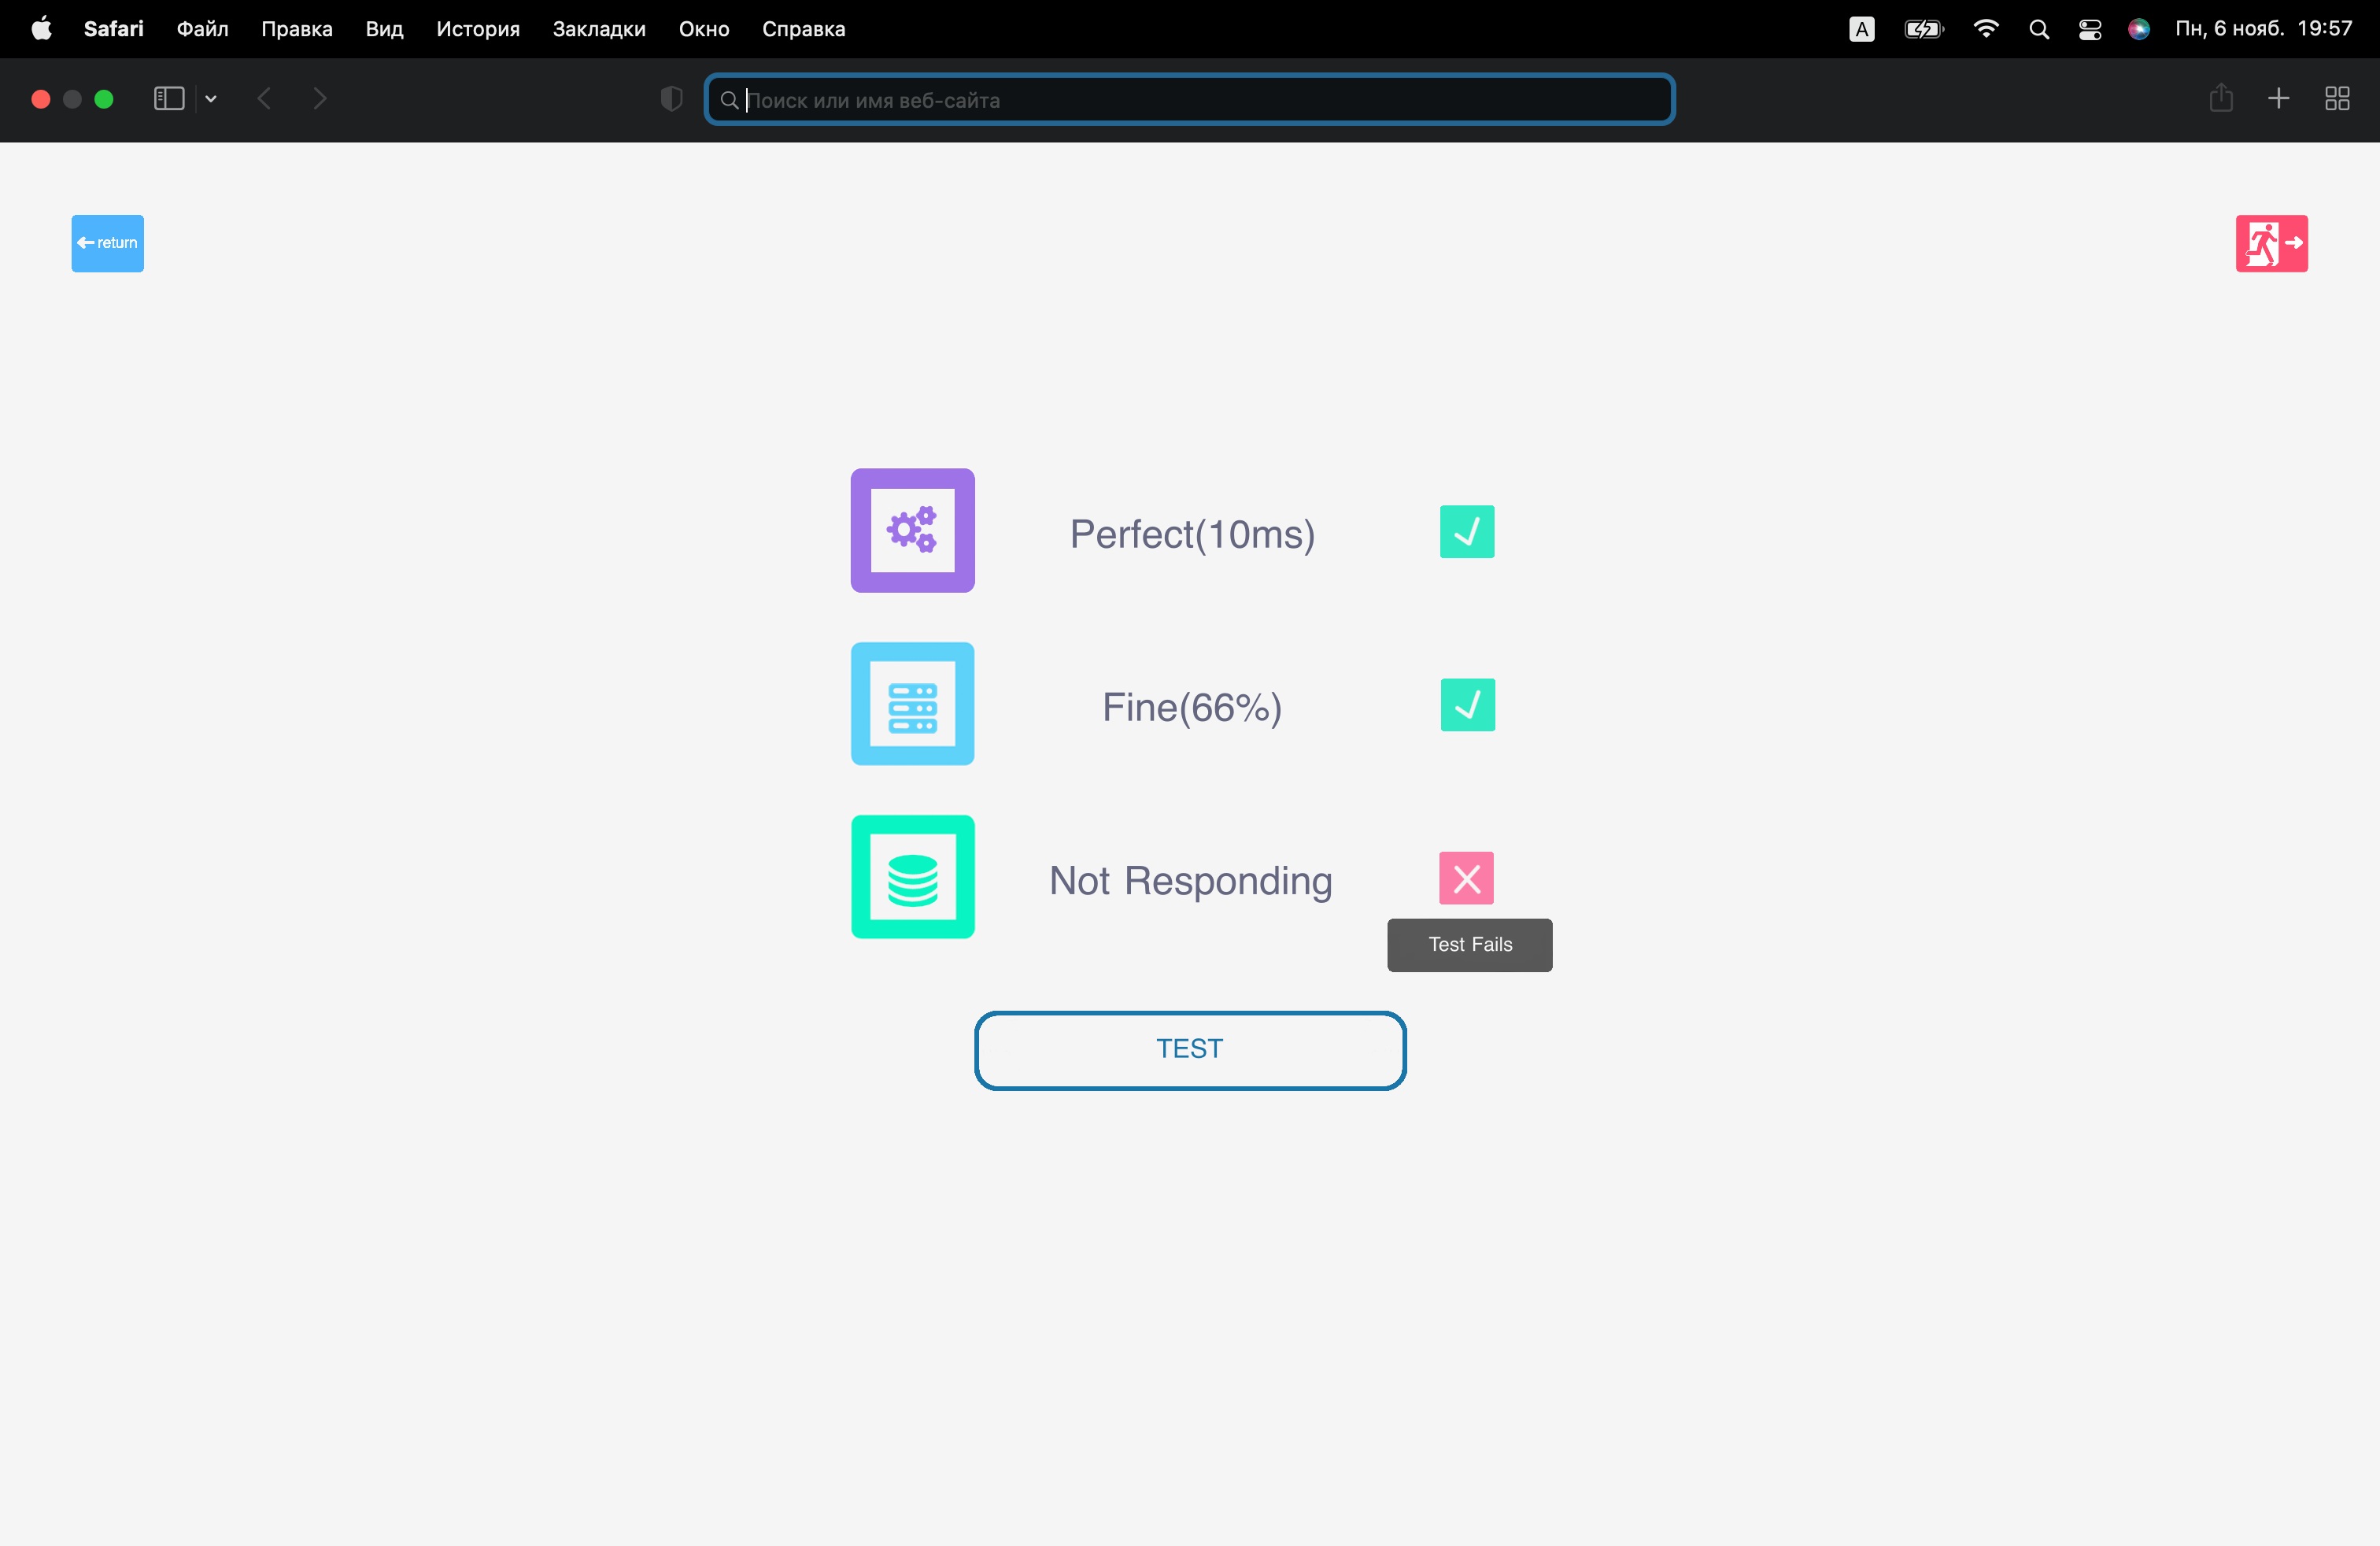 Safari Файл Правка Вид История Закладки Окно Справка A Пн, 6 нояб. 19:57
Поиск или имя веб-сайта
return
Perfect(10ms)
Fine(66%)
Not Responding
Test Fails
TEST